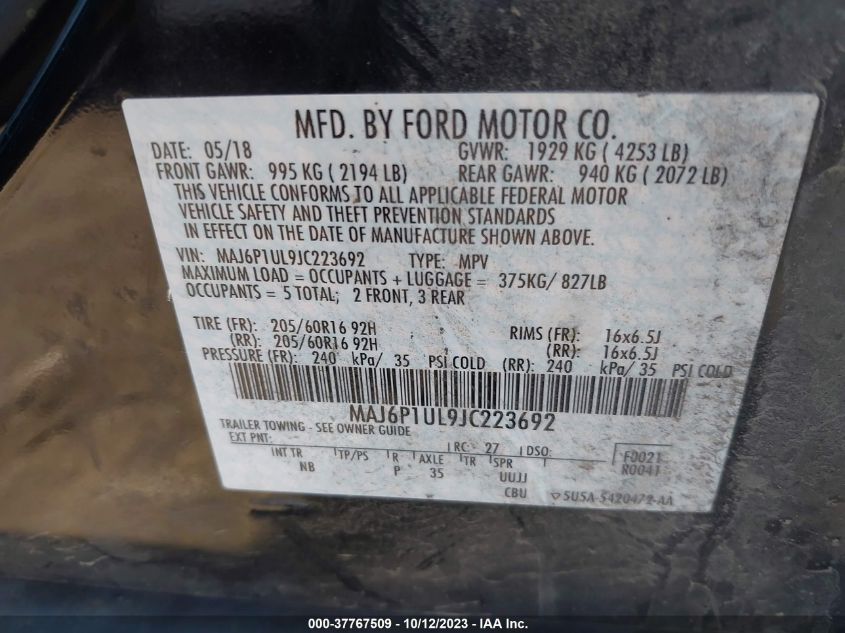 MFD. BY FORD MOTOR CO.
DATE: 05/18 GVWR: 1929 KG ( 4253 LB)
FRONT GAWR: 995 KG ( 2194 LB) REAR GAWR: 940 KG ( 2072 LB)
THIS VEHICLE CONFORMS TO ALL APPLICABLE FEDERAL MOTOR
VEHICLE SAFETY AND THEFT PREVENTION STANDARDS
IN EFFECT ON THE DATE OF MANUFACTURE SHOWN ABOVE.
VIN: MAJ6P1UL9JC223692 TYPE: MPV
MAXIMUM LOAD = OCCUPANTS + LUGGAGE = 375KG/ 827LB
OCCUPANTS = 5 TOTAL; 2 FRONT, 3 REAR
TIRE (FR): 205/60R16 92H RIMS (FR): 16x6.5J
(RR): 205/60R16 92H (RR): 16x6.5J
PRESSURE (FR): 240 kPa/ 35 PSI COLD (RR): 240 kPa/ 35 PSI COLD
MAJ6P1UL9JC223692
TRAILER TOWING - SEE OWNER GUIDE
EXT PNT: RC: 27 DSO: F0021
INT TR TP/PS R AXLE TR SPR R0041
NB P 35 UUJJ
CBU 5U5A-5420472-AA
000-37767509 - 10/12/2023 - IAA Inc.